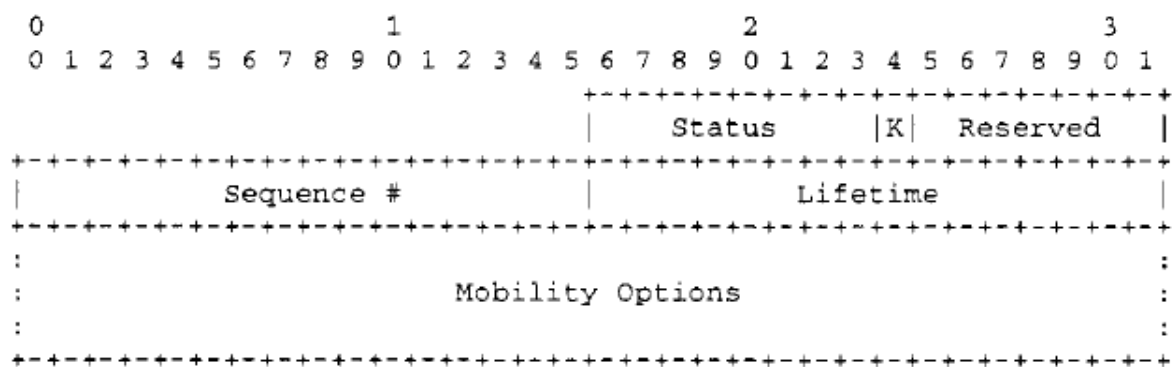 0                   1                   2                   3
0 1 2 3 4 5 6 7 8 9 0 1 2 3 4 5 6 7 8 9 0 1 2 3 4 5 6 7 8 9 0 1
                                +-+-+-+-+-+-+-+-+-+-+-+-+-+-+-+-+
                                |    Status     |K|  Reserved   |
+-+-+-+-+-+-+-+-+-+-+-+-+-+-+-+-+-+-+-+-+-+-+-+-+-+-+-+-+-+-+-+-+
|           Sequence #          |           Lifetime            |
+-+-+-+-+-+-+-+-+-+-+-+-+-+-+-+-+-+-+-+-+-+-+-+-+-+-+-+-+-+-+-+-+
:                                                               :
:                        Mobility Options                       :
:                                                               :
+-+-+-+-+-+-+-+-+-+-+-+-+-+-+-+-+-+-+-+-+-+-+-+-+-+-+-+-+-+-+-+-+